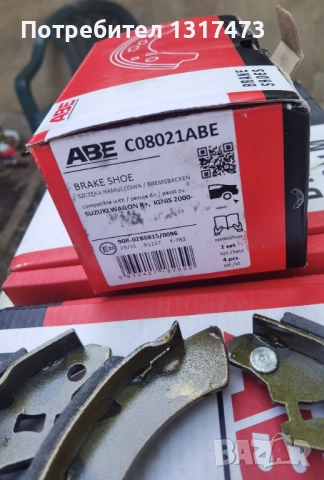 Потребител 1317473
BRAKE
SHOES
ABE C08021ABE
BRAKE SHOE
SZCZĘKA HAMULCOWA / BREMSBACKEN
compatible with / pasuje do / passt zu
SUZUKI WAGON R+, IGNIS 2000-
90R-02B0815/0096
1 set
4 pcs
ABE
BAZAR